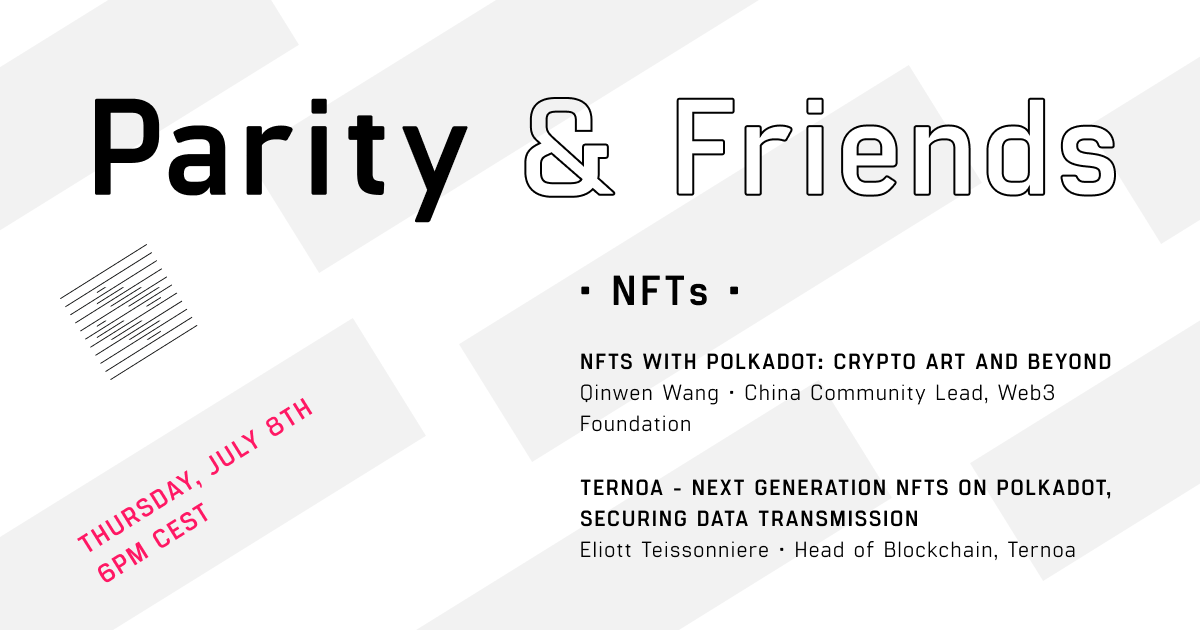 Parity & Friends
· NFTs ·
NFTS WITH POLKADOT: CRYPTO ART AND BEYOND
Qinwen Wang · China Community Lead, Web3
Foundation
TERNOA - NEXT GENERATION NFTS ON POLKADOT,
SECURING DATA TRANSMISSION
Eliott Teissonniere · Head of Blockchain, Ternoa
THURSDAY, JULY 8TH
6PM CEST